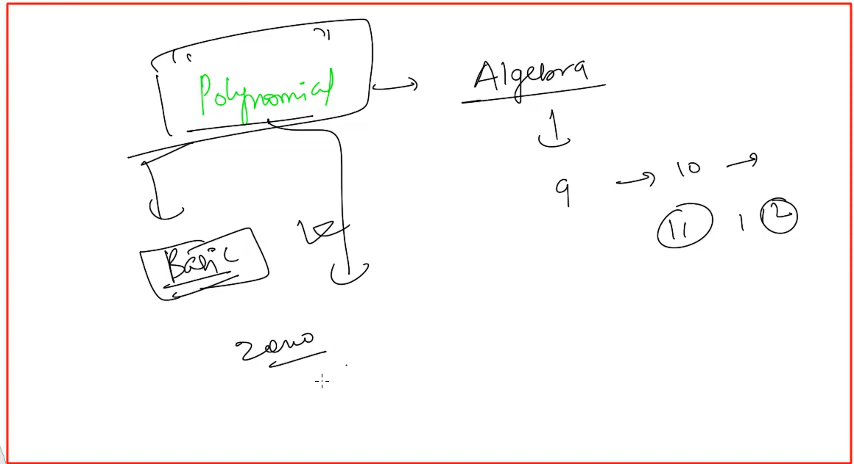 " "
Polynomial → Algebra
9 → 10 →
11, 12
Basic
Zero